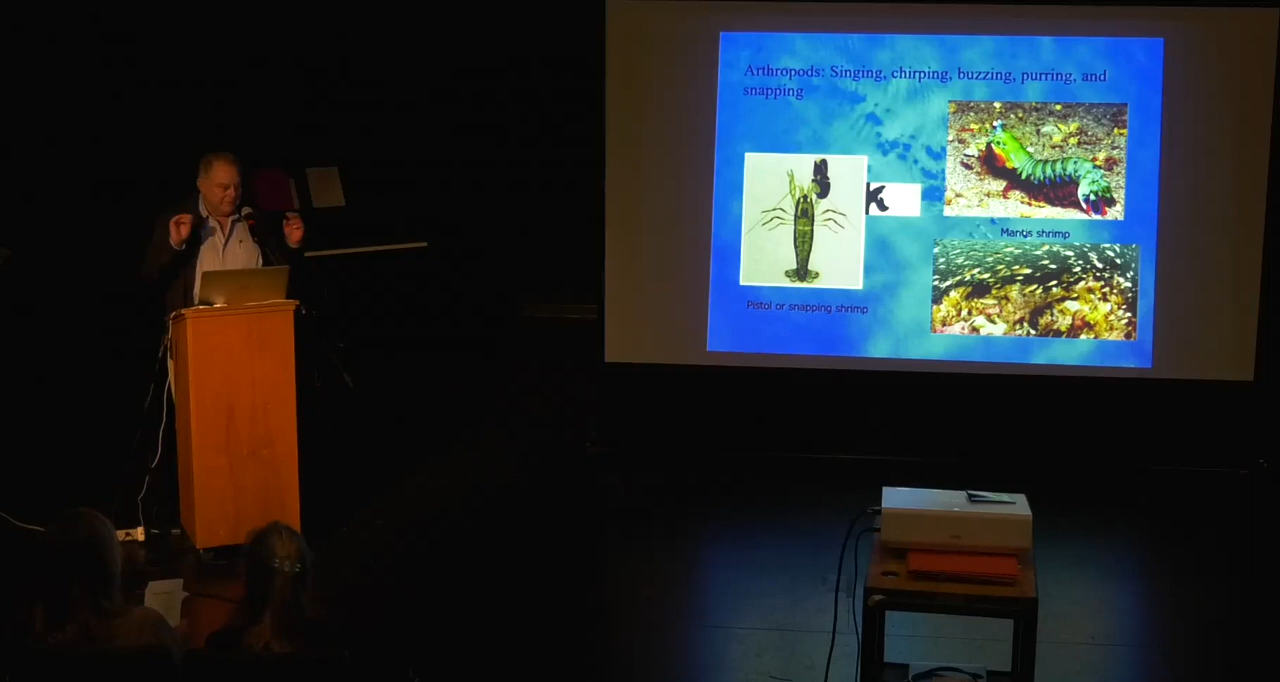 Arthropods: Singing, chirping, buzzing, purring, and
snapping
Mantis shrimp
Pistol or snapping shrimp